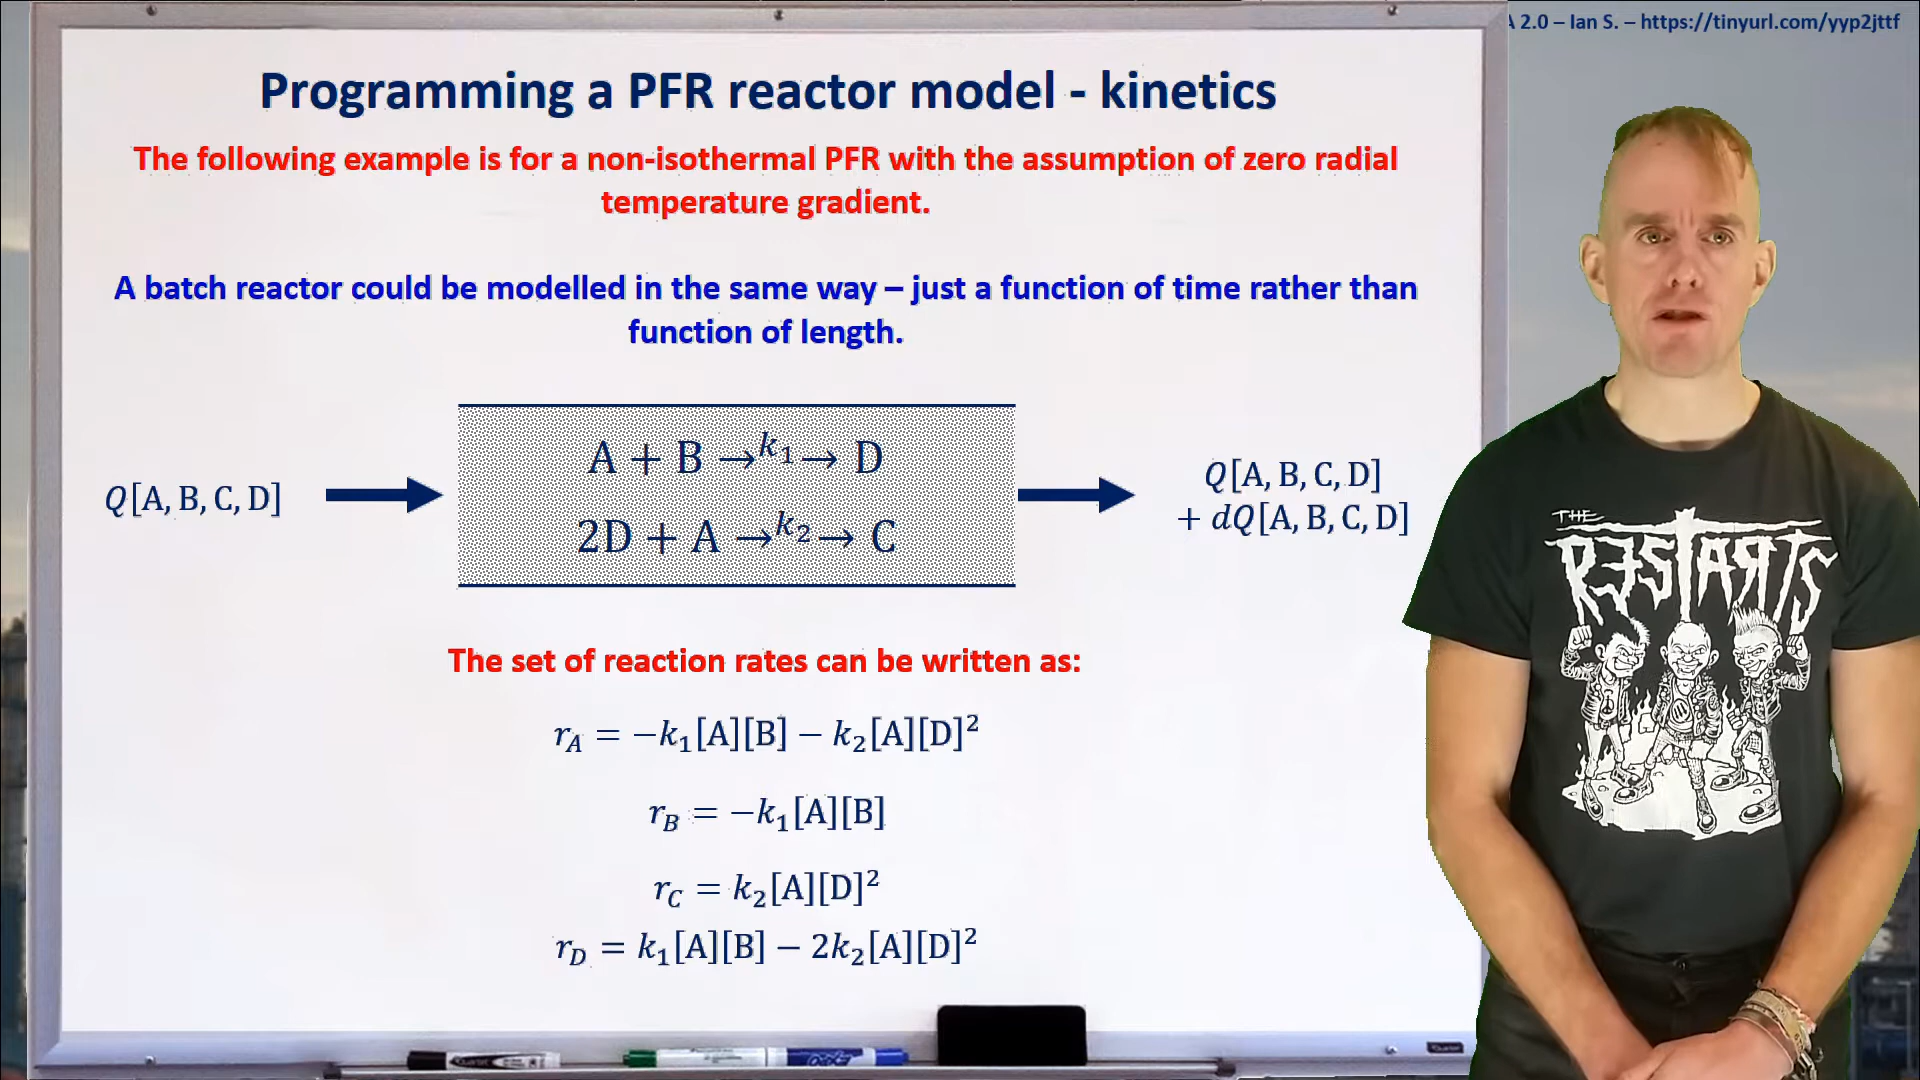 A 2.0 – Ian S. – https://tinyurl.com/yyp2jttf
Programming a PFR reactor model - kinetics
The following example is for a non-isothermal PFR with the assumption of zero radial
temperature gradient.
A batch reactor could be modelled in the same way – just a function of time rather than
function of length.
Q[A, B, C, D]
A + B →k₁→ D
2D + A →k₂→ C
Q[A, B, C, D]
+ dQ[A, B, C, D]
The set of reaction rates can be written as:
r_A = −k₁[A][B] − k₂[A][D]²
r_B = −k₁[A][B]
r_C = k₂[A][D]²
r_D = k₁[A][B] − 2k₂[A][D]²
THE
RESTARTS